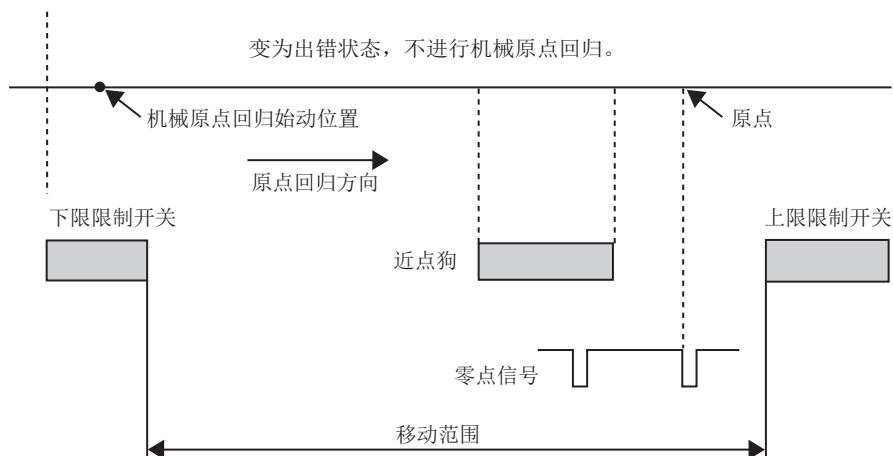 变为出错状态，不进行机械原点回归。
机械原点回归始动位置
原点
原点回归方向
下限限制开关
上限限制开关
近点狗
零点信号
移动范围